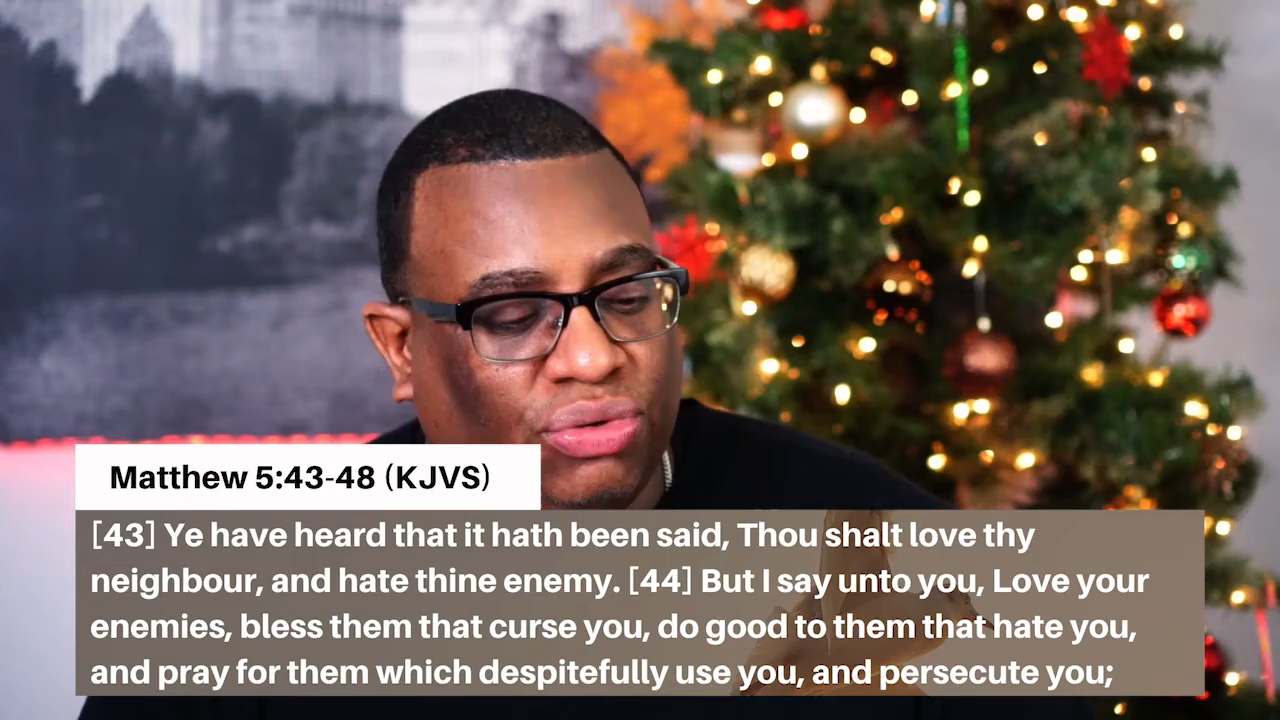 Matthew 5:43-48 (KJVS)
[43] Ye have heard that it hath been said, Thou shalt love thy
neighbour, and hate thine enemy. [44] But I say unto you, Love your
enemies, bless them that curse you, do good to them that hate you,
and pray for them which despitefully use you, and persecute you;